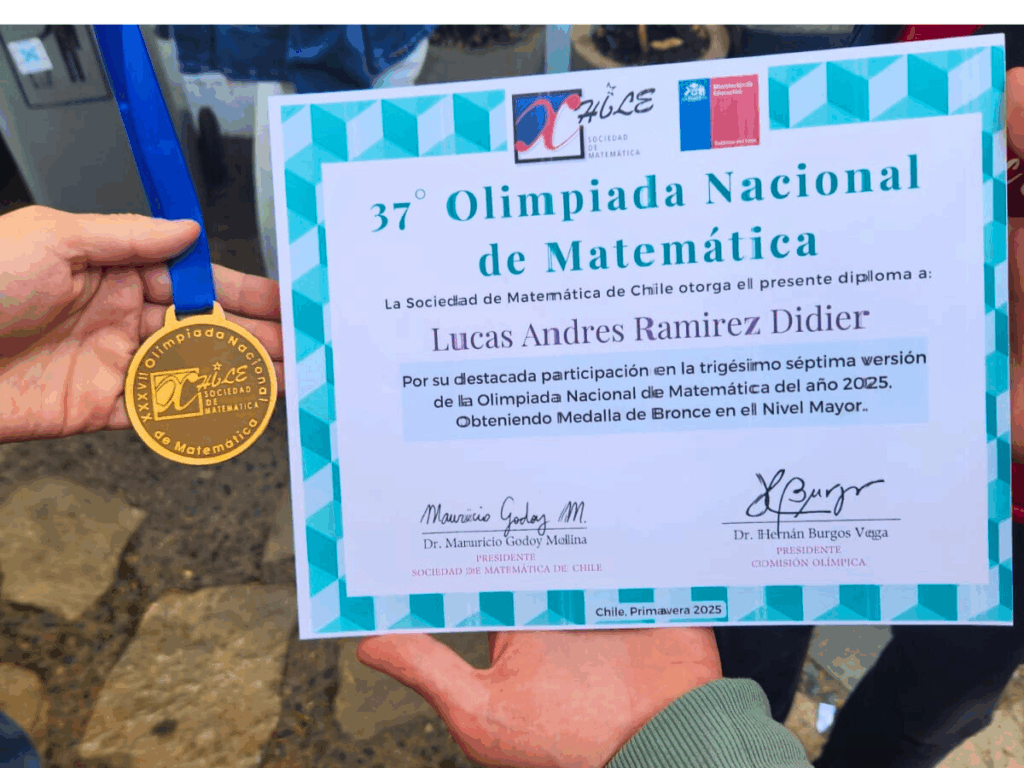 CHiLE
SOCIEDAD
DE
MATEMÁTICA
37° Olimpiada Nacional
de Matemática
La Sociedad de Matemática de Chile otorga el presente diploma a:
Lucas Andres Ramirez Didier
Por su destacada participación en la trigésimo séptima versión
de la Olimpiada Nacional de Matemática del año 2025.
Obteniendo Medalla de Bronce en el Nivel Mayor..
Mauricio Godoy M.
Dr. Mauricio Godoy Molina
PRESIDENTE
SOCIEDAD DE MATEMÁTICA DE CHILE
HBurgos
Dr. Hernán Burgos Vega
PRESIDENTE
COMISIÓN OLÍMPICA
Chile, Primavera 2025
XXXVII Olimpiada Nacional
CHiLE
SOCIEDAD
DE
MATEMÁTICA
de Matemática